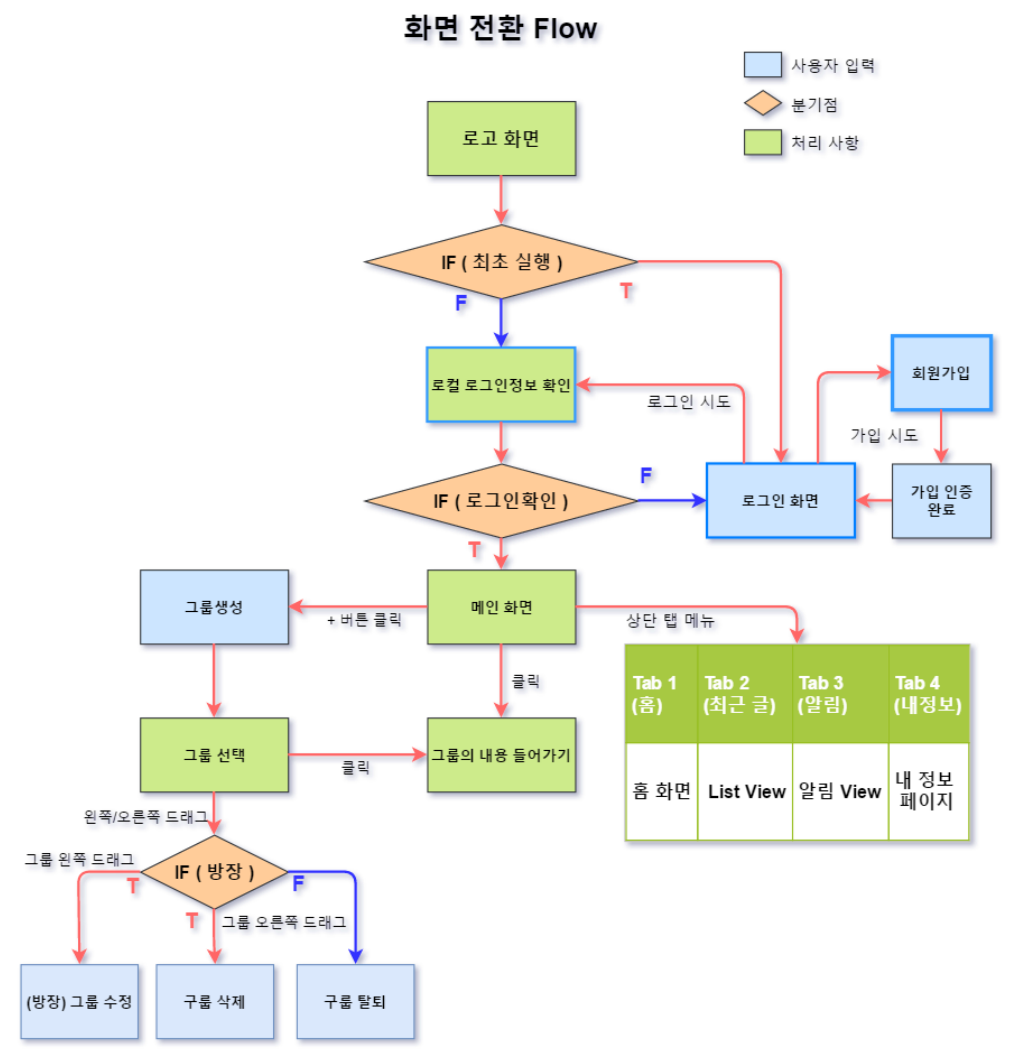 화면 전환 Flow
사용자 입력
분기점
처리 사항
로고 화면
IF ( 최초 실행 )
T
F
로컬 로그인정보 확인
로그인 시도
회원가입
가입 시도
IF ( 로그인확인 )
F
T
로그인 화면
가입 인증
완료
그룹생성
+ 버튼 클릭
메인 화면
상단 탭 메뉴
클릭
Tab 1
(홈)
Tab 2
(최근 글)
Tab 3
(알림)
Tab 4
(내정보)
홈 화면
List View
알림 View
내 정보
페이지
그룹 선택
클릭
그룹의 내용 들어가기
왼쪽/오른쪽 드래그
그룹 왼쪽 드래그
IF ( 방장 )
T
F
T
그룹 오른쪽 드래그
(방장) 그룹 수정
구룹 삭제
구룹 탈퇴